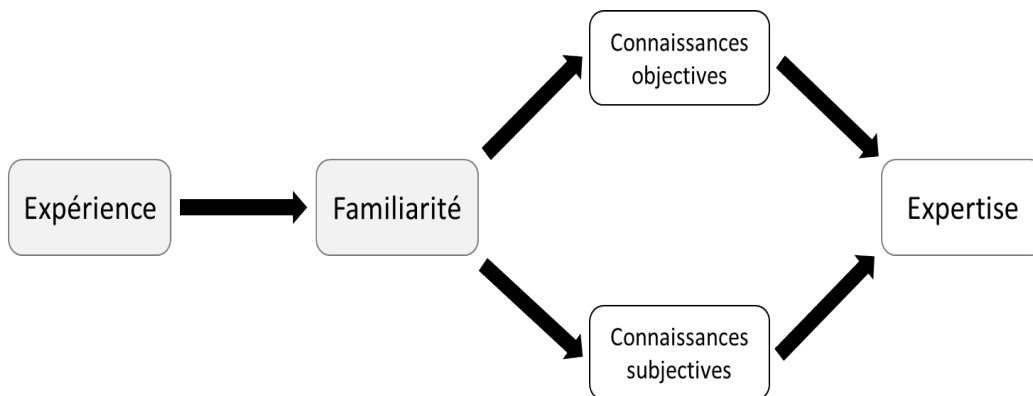 Connaissances
objectives
Expérience
Familiarité
Expertise
Connaissances
subjectives